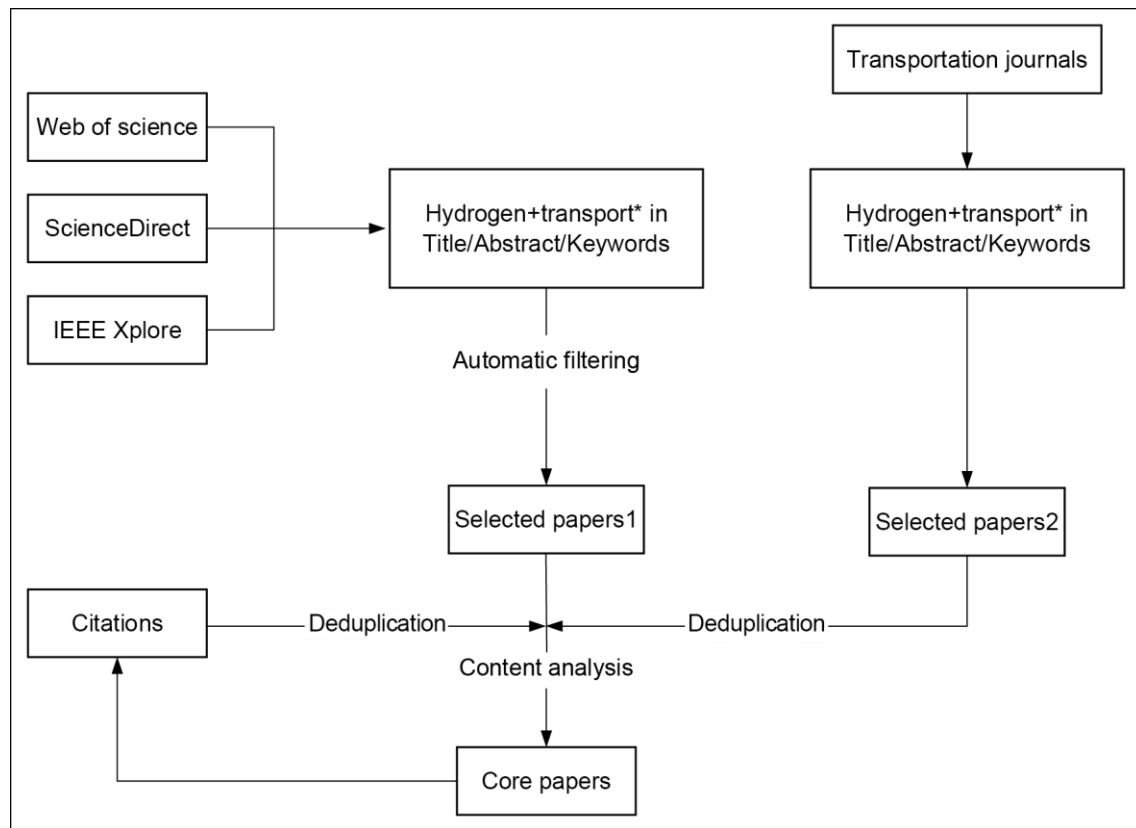 Transportation journals
Web of science
ScienceDirect
IEEE Xplore
Hydrogen+transport* in
Title/Abstract/Keywords
Hydrogen+transport* in
Title/Abstract/Keywords
Automatic filtering
Selected papers1
Selected papers2
Citations
Deduplication
Deduplication
Content analysis
Core papers